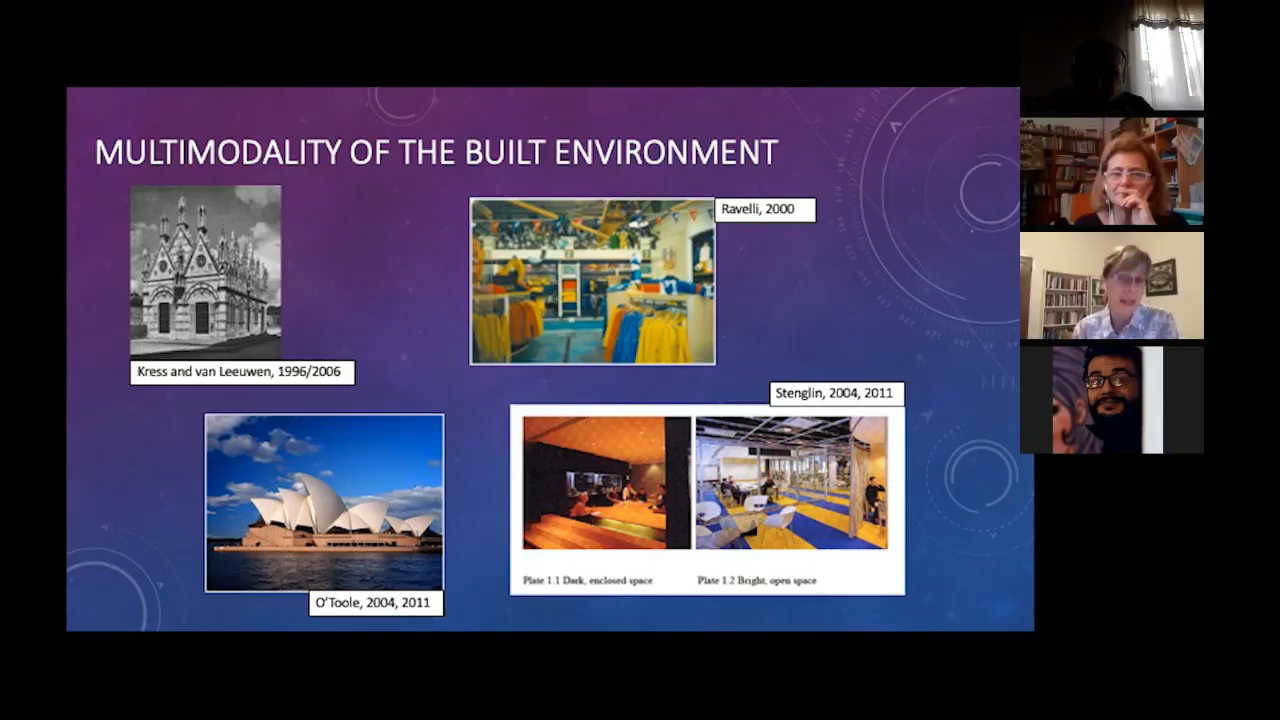 MULTIMODALITY OF THE BUILT ENVIRONMENT
Ravelli, 2000
Kress and van Leeuwen, 1996/2006
Stenglin, 2004, 2011
Plate 1.1 Dark, enclosed space
Plate 1.2 Bright, open space
O'Toole, 2004, 2011